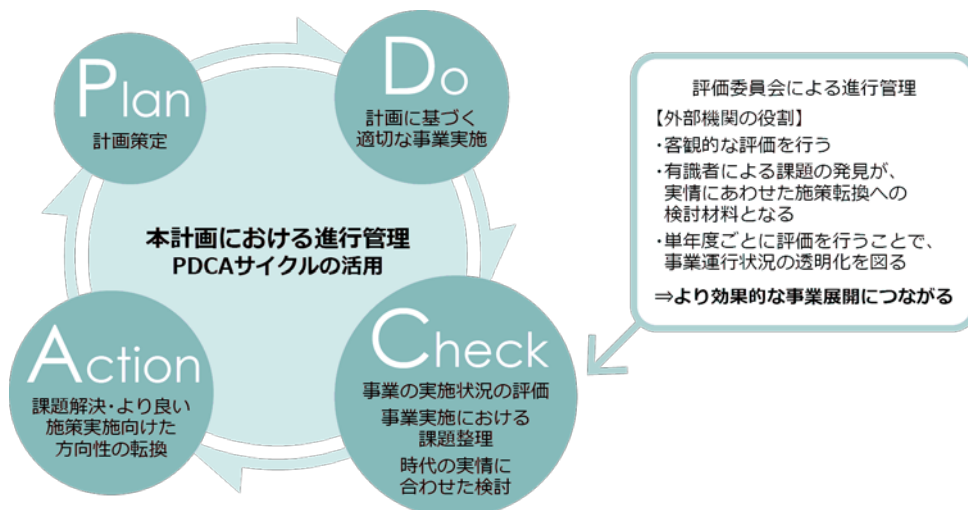 Plan
計画策定
Do
計画に基づく
適切な事業実施
本計画における進行管理
PDCAサイクルの活用
Action
課題解決・より良い
施策実施向けた
方向性の転換
Check
事業の実施状況の評価
事業実施における
課題整理
時代の実情に
合わせた検討
評価委員会による進行管理
【外部機関の役割】
・客観的な評価を行う
・有識者による課題の発見が、
実情にあわせた施策転換への
検討材料となる
・単年度ごとに評価を行うことで、
事業運行状況の透明化を図る
⇒より効果的な事業展開につながる